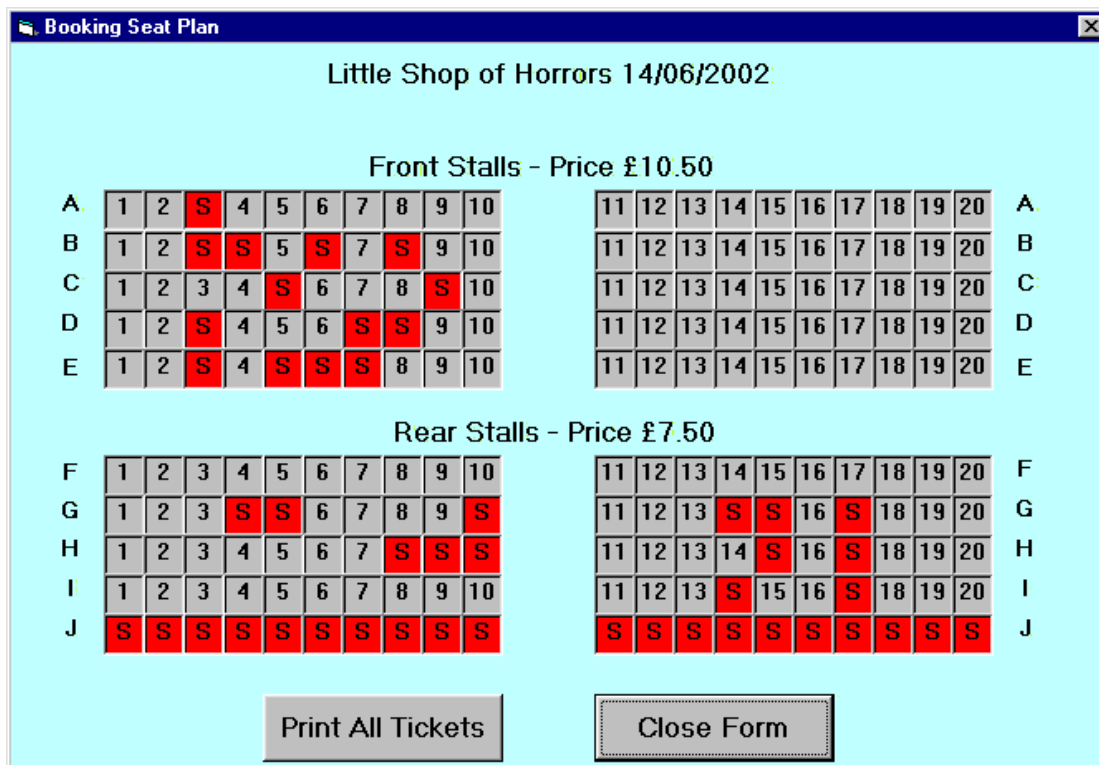 Booking Seat Plan
Little Shop of Horrors 14/06/2002
Front Stalls - Price £10.50
A 1 2 S 4 5 6 7 8 9 10 11 12 13 14 15 16 17 18 19 20 A
B 1 2 S S 5 S 7 S 9 10 11 12 13 14 15 16 17 18 19 20 B
C 1 2 3 4 S 6 7 8 S 10 11 12 13 14 15 16 17 18 19 20 C
D 1 2 S 4 5 6 S S 9 10 11 12 13 14 15 16 17 18 19 20 D
E 1 2 S 4 S S S 8 9 10 11 12 13 14 15 16 17 18 19 20 E
Rear Stalls - Price £7.50
F 1 2 3 4 5 6 7 8 9 10 11 12 13 14 15 16 17 18 19 20 F
G 1 2 3 S S 6 7 8 9 S 11 12 13 S S 16 S 18 19 20 G
H 1 2 3 4 5 6 7 S S S 11 12 13 14 S 16 S 18 19 20 H
I 1 2 3 4 5 6 7 8 9 10 11 12 13 S 15 16 S 18 19 20 I
J S S S S S S S S S S S S S S S S S S S S J
Print All Tickets Close Form